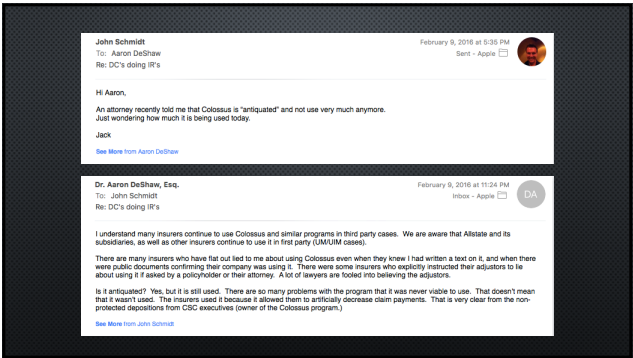 John Schmidt
February 9, 2016 at 5:35 PM
To: Aaron DeShaw
Sent - Apple
Re: DC's doing IR's
Hi Aaron,
An attorney recently told me that Colossus is "antiquated" and not use very much anymore.
Just wondering how much it is being used today.
Jack
See More from Aaron DeShaw
Dr. Aaron DeShaw, Esq.
February 9, 2016 at 11:24 PM
To: John Schmidt
Inbox - Apple
DA
Re: DC's doing IR's
I understand many insurers continue to use Colossus and similar programs in third party cases. We are aware that Allstate and its
subsidiaries, as well as other insurers continue to use it in first party (UM/UIM cases).
There are many insurers who have flat out lied to me about using Colossus even when they knew I had written a text on it, and when there
were public documents confirming their company was using it. There were some insurers who explicitly instructed their adjustors to lie
about using it if asked by a policyholder or their attorney. A lot of lawyers are fooled into believing the adjustors.
Is it antiquated? Yes, but it is still used. There are so many problems with the program that it was never viable to use. That doesn't mean
that it wasn't used. The insurers used it because it allowed them to artificially decrease claim payments. That is very clear from the non-
protected depositions from CSC executives (owner of the Colossus program.)
See More from John Schmidt